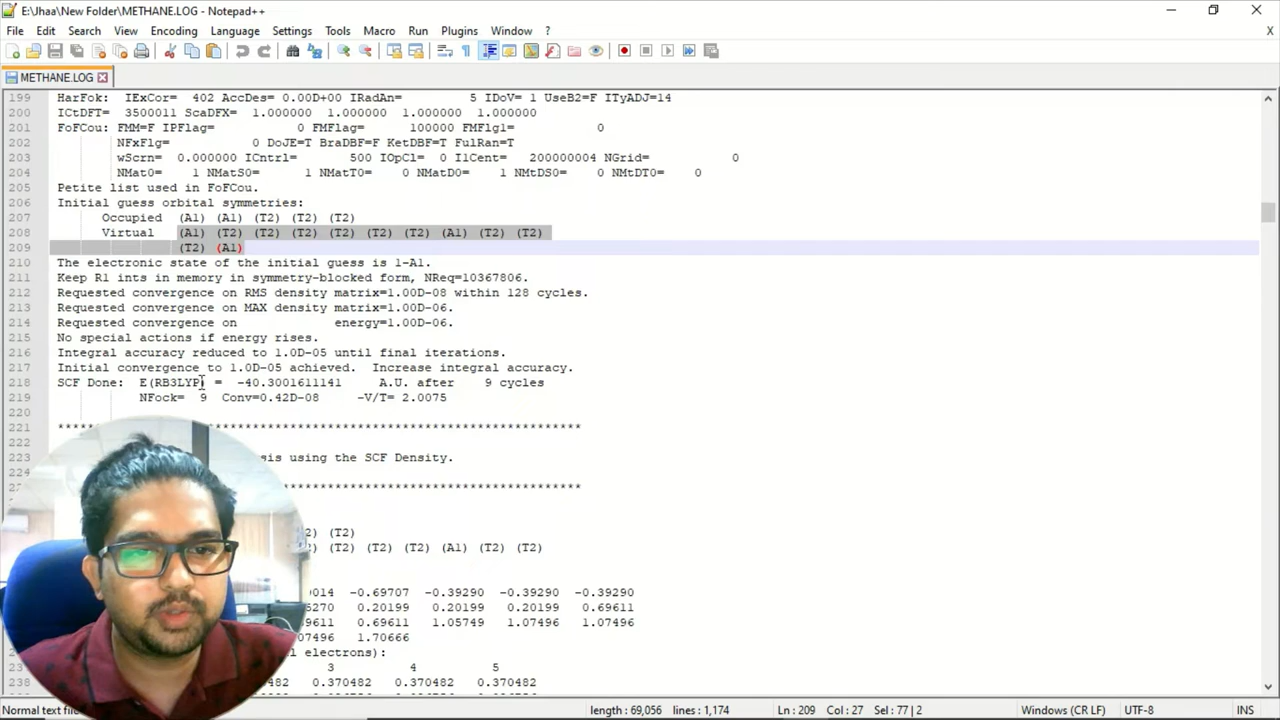 E:\Jhaa\New Folder\METHANE.LOG - Notepad++
File Edit Search View Encoding Language Settings Tools Macro Run Plugins Window ? X
METHANE.LOG
199 HarFok: IExCor= 402 AccDes= 0.00D+00 IRadAn= 5 IDoV= 1 UseB2=F ITyADJ=14
200 ICtDFT= 3500011 ScaDFX= 1.000000 1.000000 1.000000 1.000000
201 FoFCou: FMM=F IPFlag= 0 FMFlag= 100000 FMFlg1= 0
202 NFxFlg= 0 DoJE=T BraDBF=F KetDBF=T FulRan=T
203 wScrn= 0.000000 ICntrl= 500 IOpCl= 0 I1Cent= 200000004 NGrid= 0
204 NMat0= 1 NMatS0= 1 NMatT0= 0 NMatD0= 1 NMtDS0= 0 NMtDT0= 0
205 Petite list used in FoFCou.
206 Initial guess orbital symmetries:
207 Occupied (A1) (A1) (T2) (T2) (T2)
208 Virtual (A1) (T2) (T2) (T2) (T2) (T2) (T2) (A1) (T2) (T2)
209 (T2) (A1)
210 The electronic state of the initial guess is 1-A1.
211 Keep R1 ints in memory in symmetry-blocked form, NReq=10367806.
212 Requested convergence on RMS density matrix=1.00D-08 within 128 cycles.
213 Requested convergence on MAX density matrix=1.00D-06.
214 Requested convergence on energy=1.00D-06.
215 No special actions if energy rises.
216 Integral accuracy reduced to 1.0D-05 until final iterations.
217 Initial convergence to 1.0D-05 achieved. Increase integral accuracy.
218 SCF Done: E(RB3LYP) = -40.3001611141 A.U. after 9 cycles
219 NFock= 9 Conv=0.42D-08 -V/T= 2.0075
220
221 **********************************************************************
222
223 sis using the SCF Density.
224
**********************************************************************
2) (T2)
) (T2) (T2) (T2) (A1) (T2) (T2)
014 -0.69707 -0.39290 -0.39290 -0.39290
6270 0.20199 0.20199 0.20199 0.69611
9611 0.69611 1.05749 1.07496 1.07496
07496 1.70666
l electrons):
237 3 4 5
238 0482 0.370482 0.370482 0.370482
Normal text fil length : 69,056 lines : 1,174 Ln : 209 Col : 27 Sel : 77 | 2 Windows (CR LF) UTF-8 INS